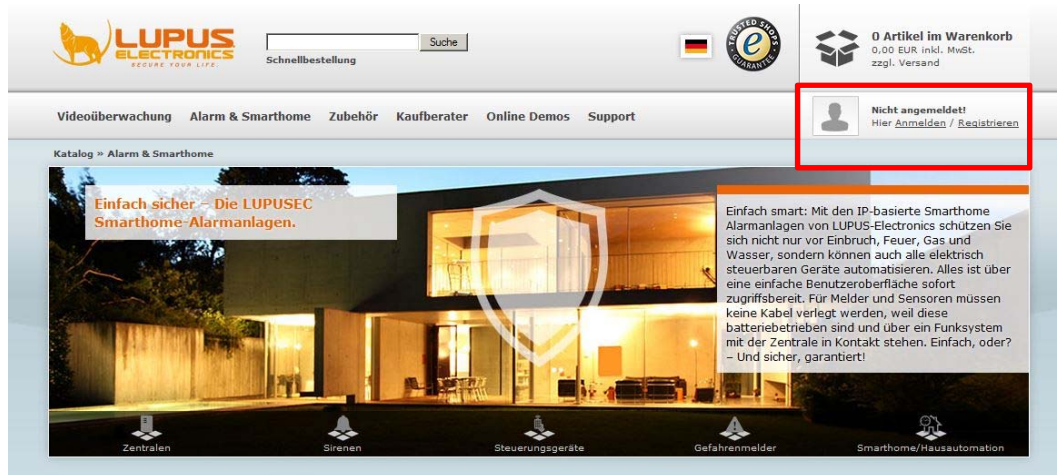 LUPUS
ELECTRONICS
SECURE YOUR LIFE.
Suche
Schnellbestellung
TRUSTED SHOPS
e
GUARANTEE
0 Artikel im Warenkorb
0,00 EUR inkl. MwSt.
zzgl. Versand
Videoüberwachung Alarm & Smarthome Zubehör Kaufberater Online Demos Support
Nicht angemeldet!
Hier Anmelden / Registrieren
Katalog » Alarm & Smarthome
Einfach sicher – Die LUPUSEC
Smarthome-Alarmanlagen.
Einfach smart: Mit den IP-basierte Smarthome
Alarmanlagen von LUPUS-Electronics schützen Sie
sich nicht nur vor Einbruch, Feuer, Gas und
Wasser, sondern können auch alle elektrisch
steuerbaren Geräte automatisieren. Alles ist über
eine einfache Benutzeroberfläche sofort
zugriffsbereit. Für Melder und Sensoren müssen
keine Kabel verlegt werden, weil diese
batteriebetrieben sind und über ein Funksystem
mit der Zentrale in Kontakt stehen. Einfach, oder?
– Und sicher, garantiert!
Zentralen Sirenen Steuerungsgeräte Gefahrenmelder Smarthome/Hausautomation